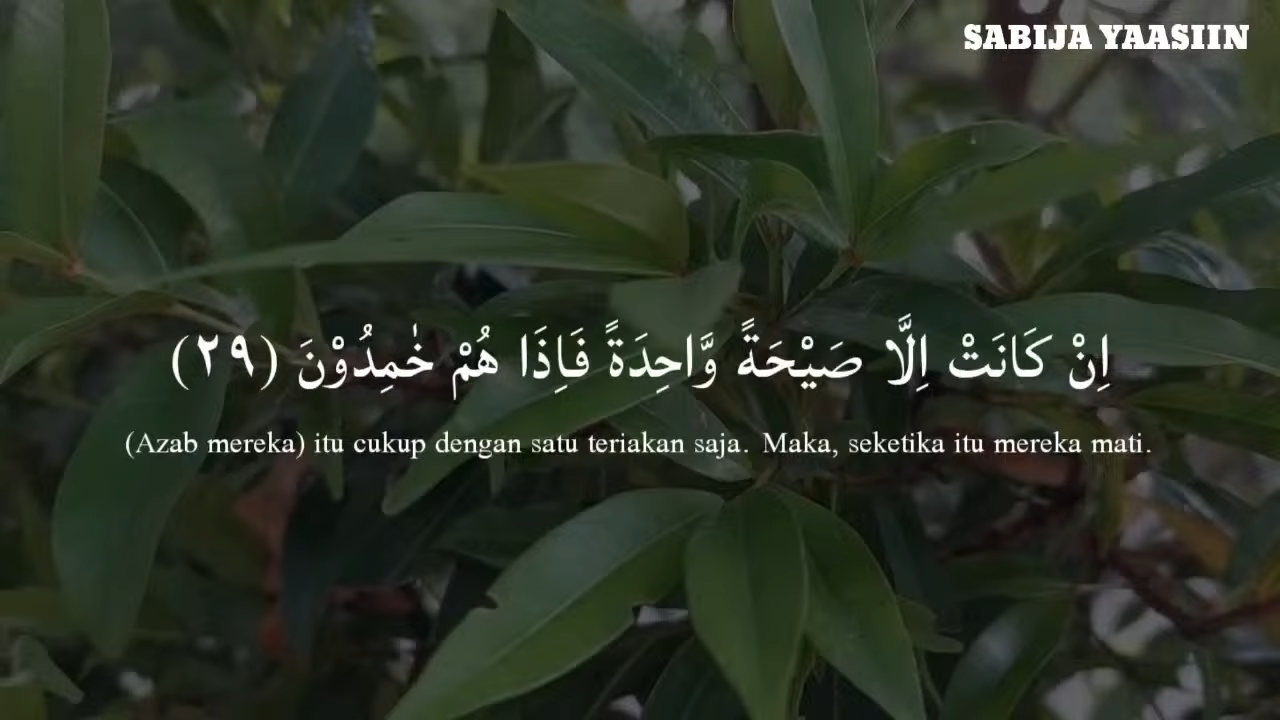 SABIJA YAASIIN
اِنْ كَانَتْ اِلَّا صَيْحَةً وَّاحِدَةً فَاِذَا هُمْ خٰمِدُوْنَ (٢٩)
(Azab mereka) itu cukup dengan satu teriakan saja. Maka, seketika itu mereka mati.